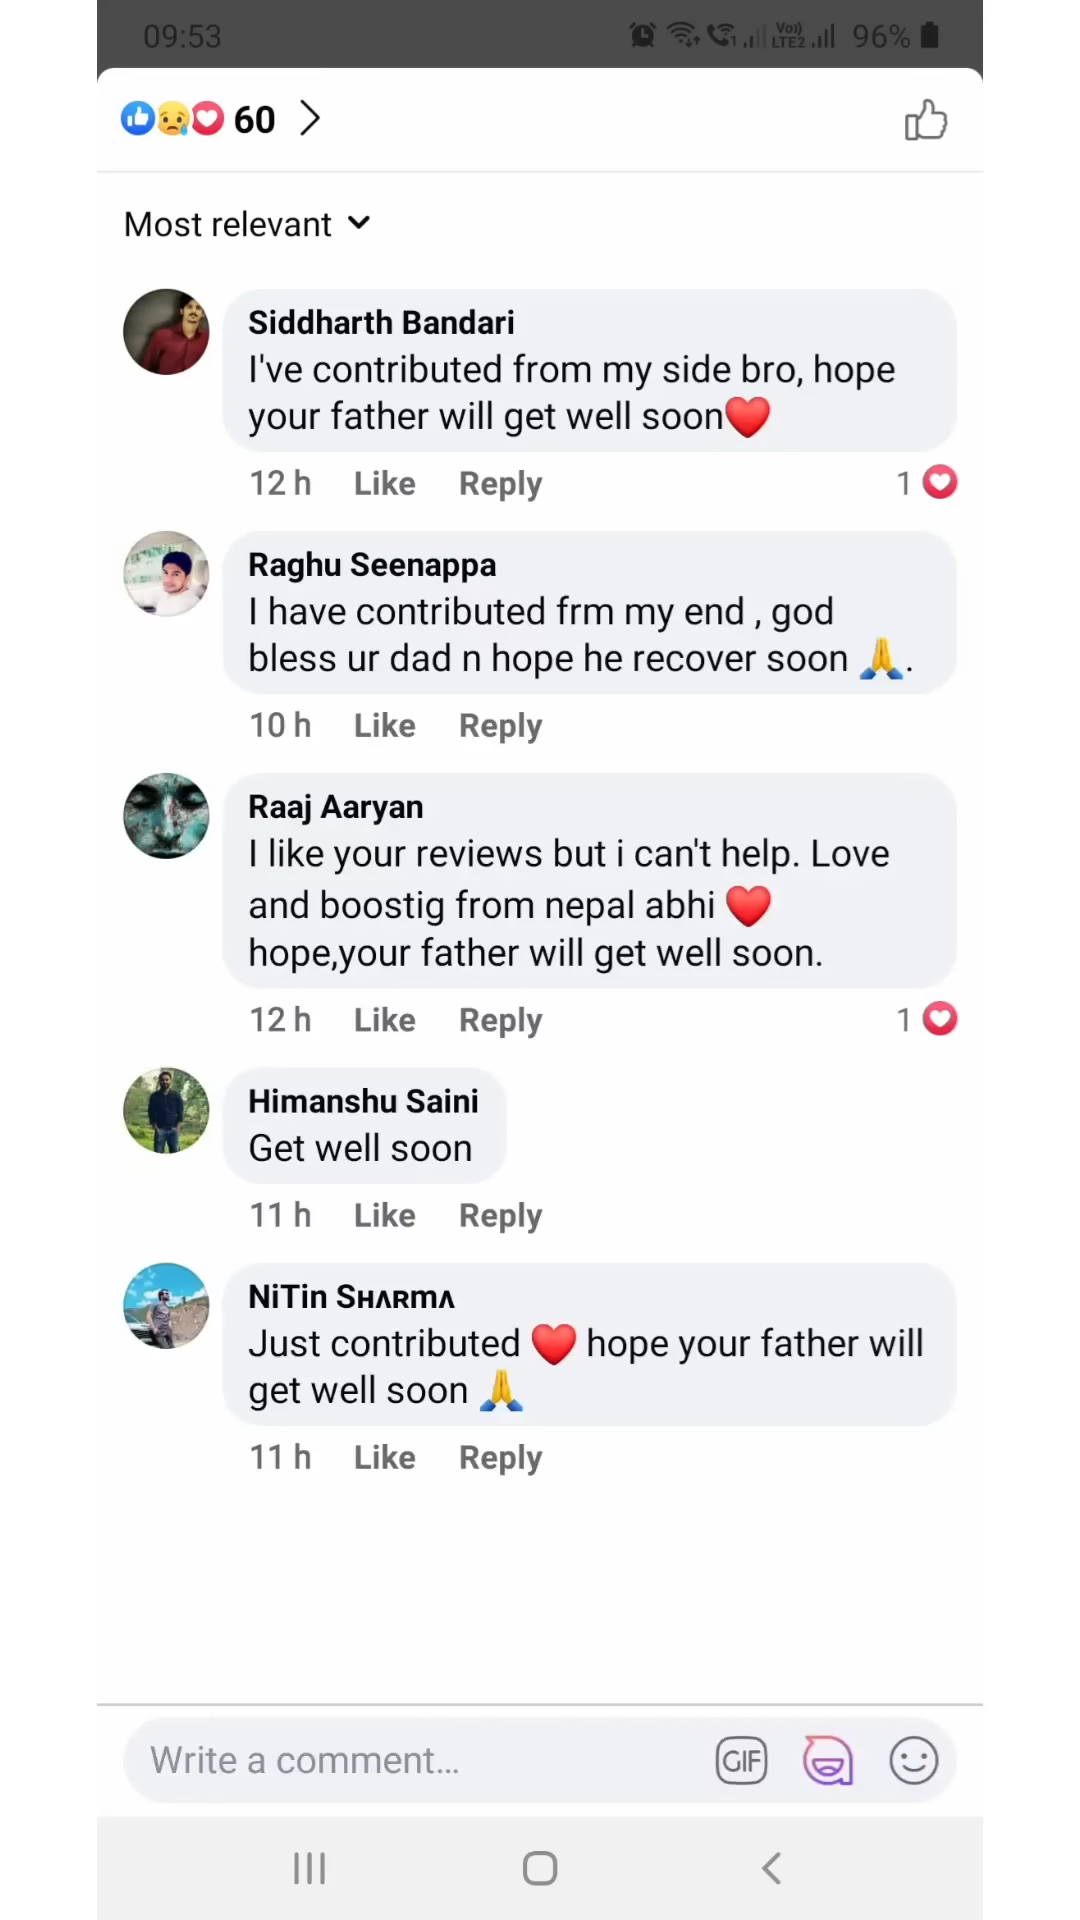 09:53 Vo)) LTE2 96%
60
Most relevant
Siddharth Bandari
I've contributed from my side bro, hope
your father will get well soon❤️
12 h Like Reply 1
Raghu Seenappa
I have contributed frm my end , god
bless ur dad n hope he recover soon 🙏.
10 h Like Reply
Raaj Aaryan
I like your reviews but i can't help. Love
and boostig from nepal abhi ❤️
hope,your father will get well soon.
12 h Like Reply 1
Himanshu Saini
Get well soon
11 h Like Reply
NiTin SʜʌʀmΛ
Just contributed ❤️ hope your father will
get well soon 🙏
11 h Like Reply
Write a comment... GIF